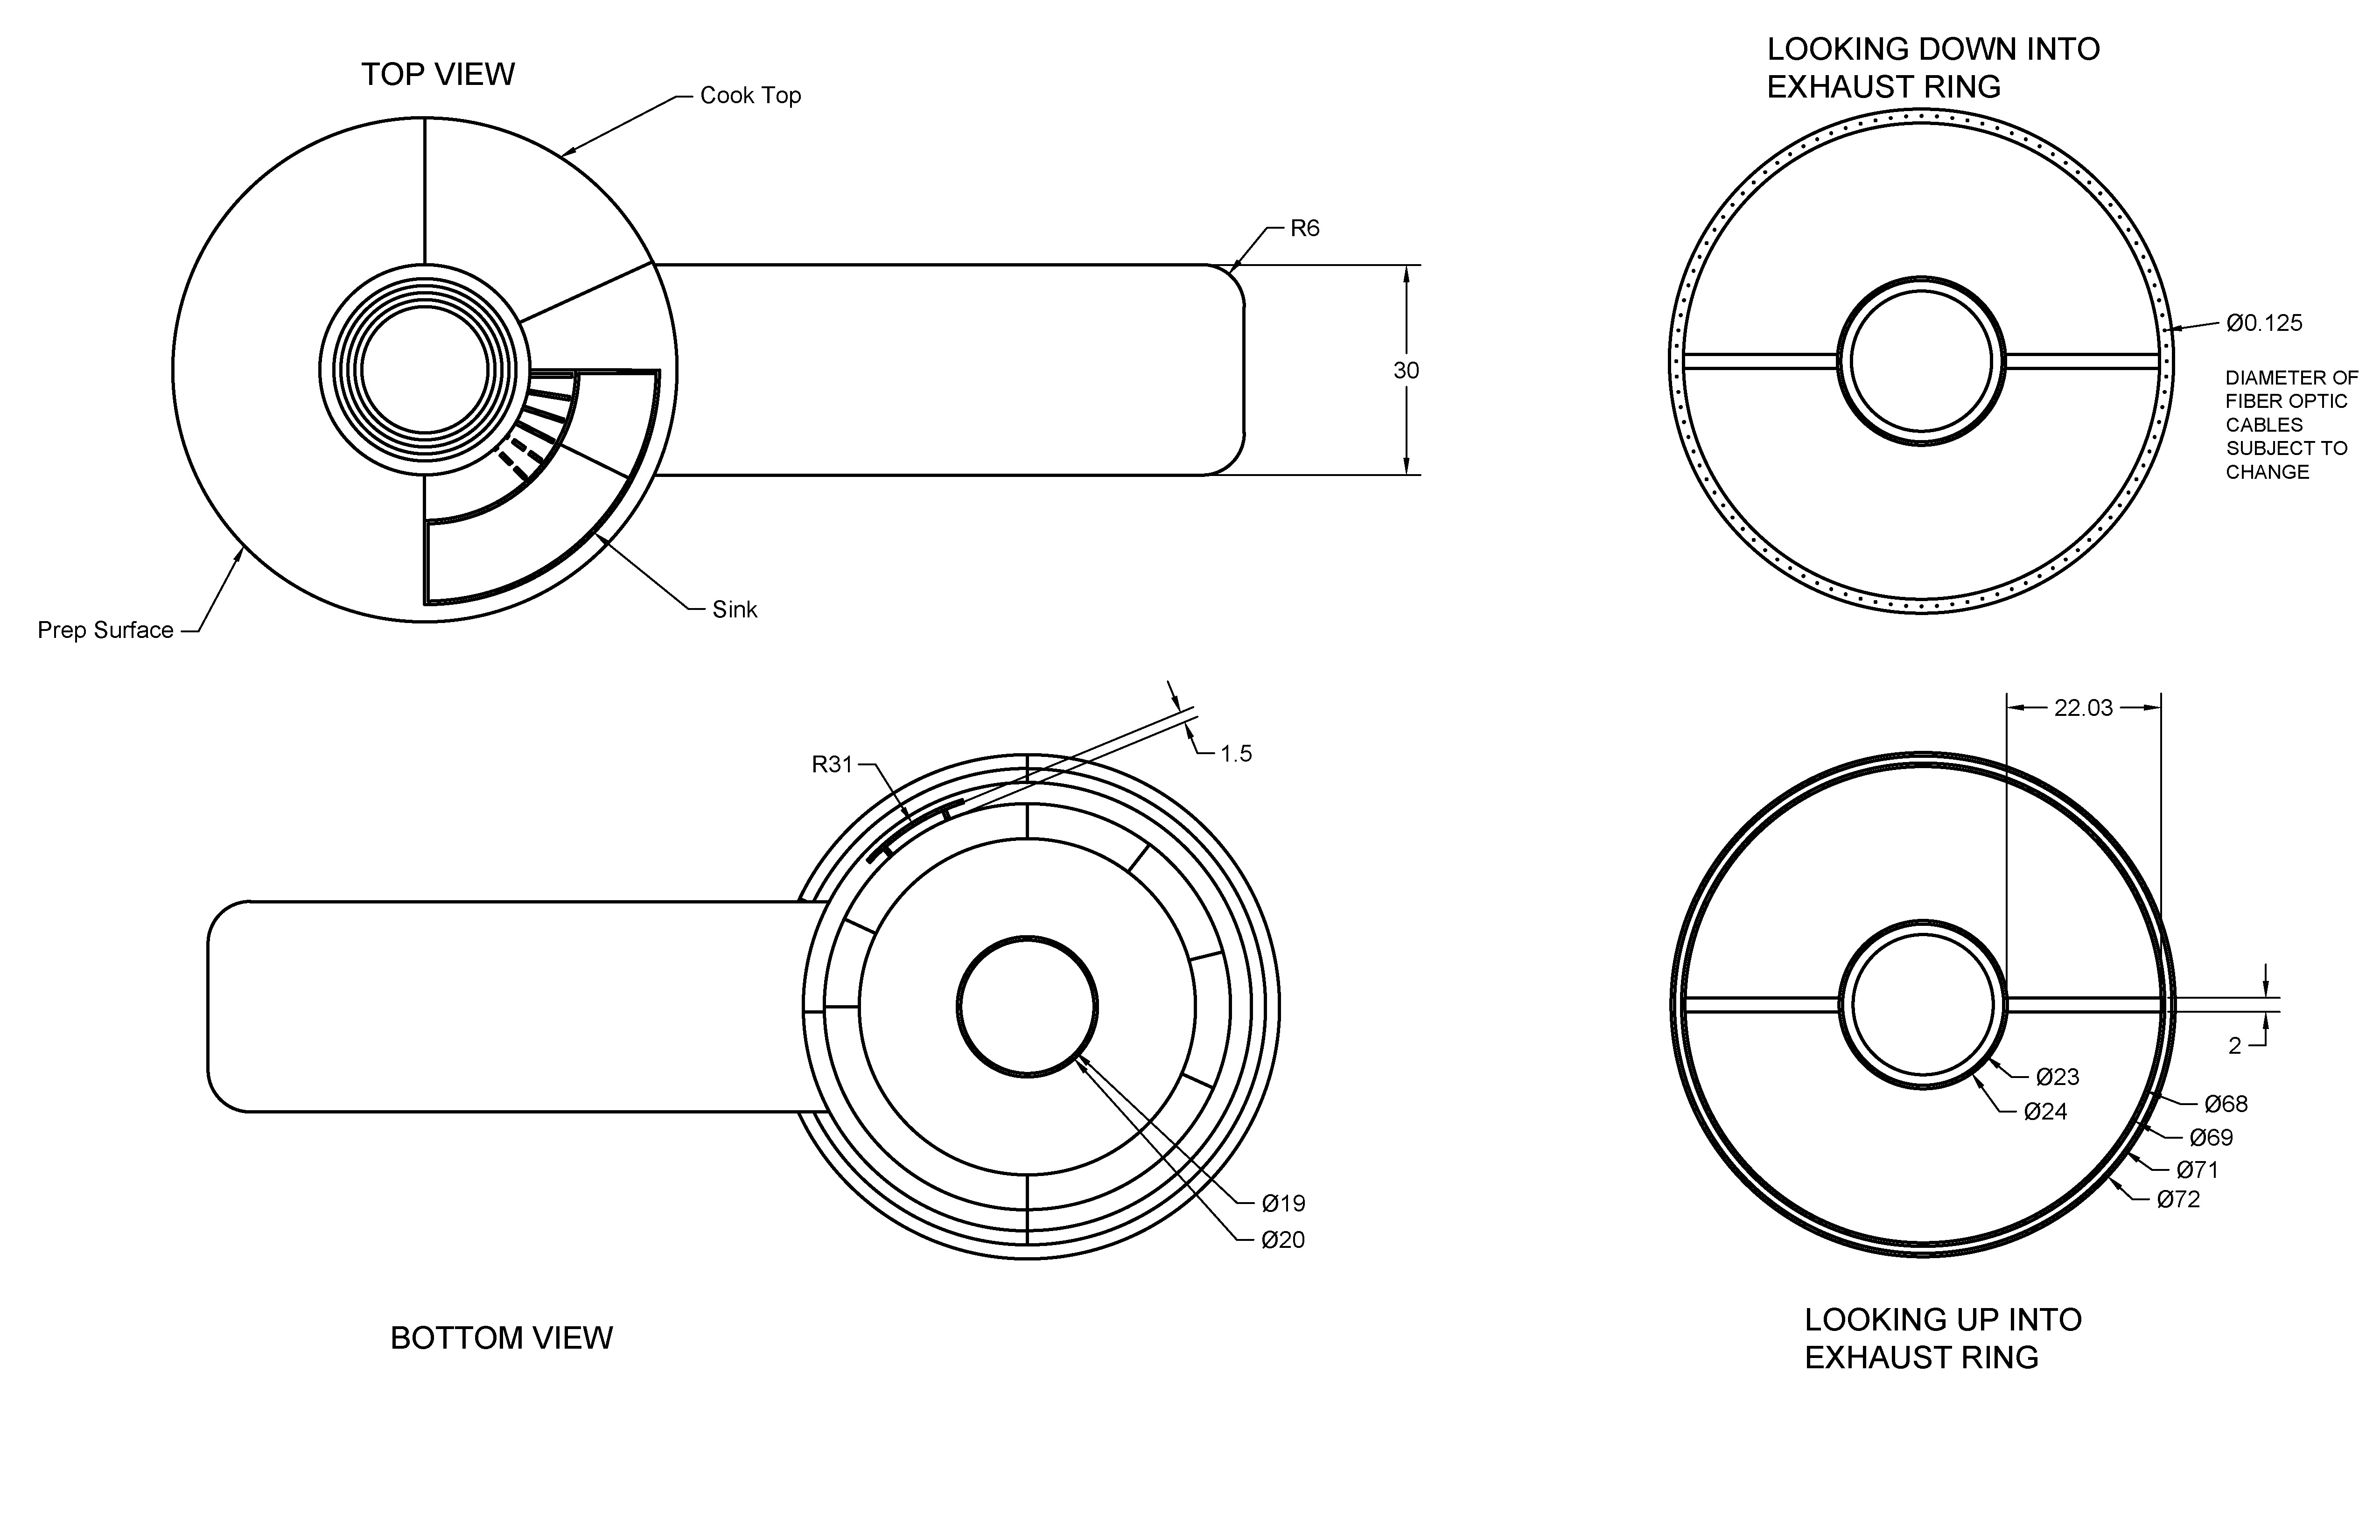 TOP VIEW
Cook Top
R6
30
Prep Surface
Sink
LOOKING DOWN INTO
EXHAUST RING
Ø0.125
DIAMETER OF
FIBER OPTIC
CABLES
SUBJECT TO
CHANGE
R31
1.5
Ø19
Ø20
BOTTOM VIEW
22.03
2
Ø23
Ø24
Ø68
Ø69
Ø71
Ø72
LOOKING UP INTO
EXHAUST RING